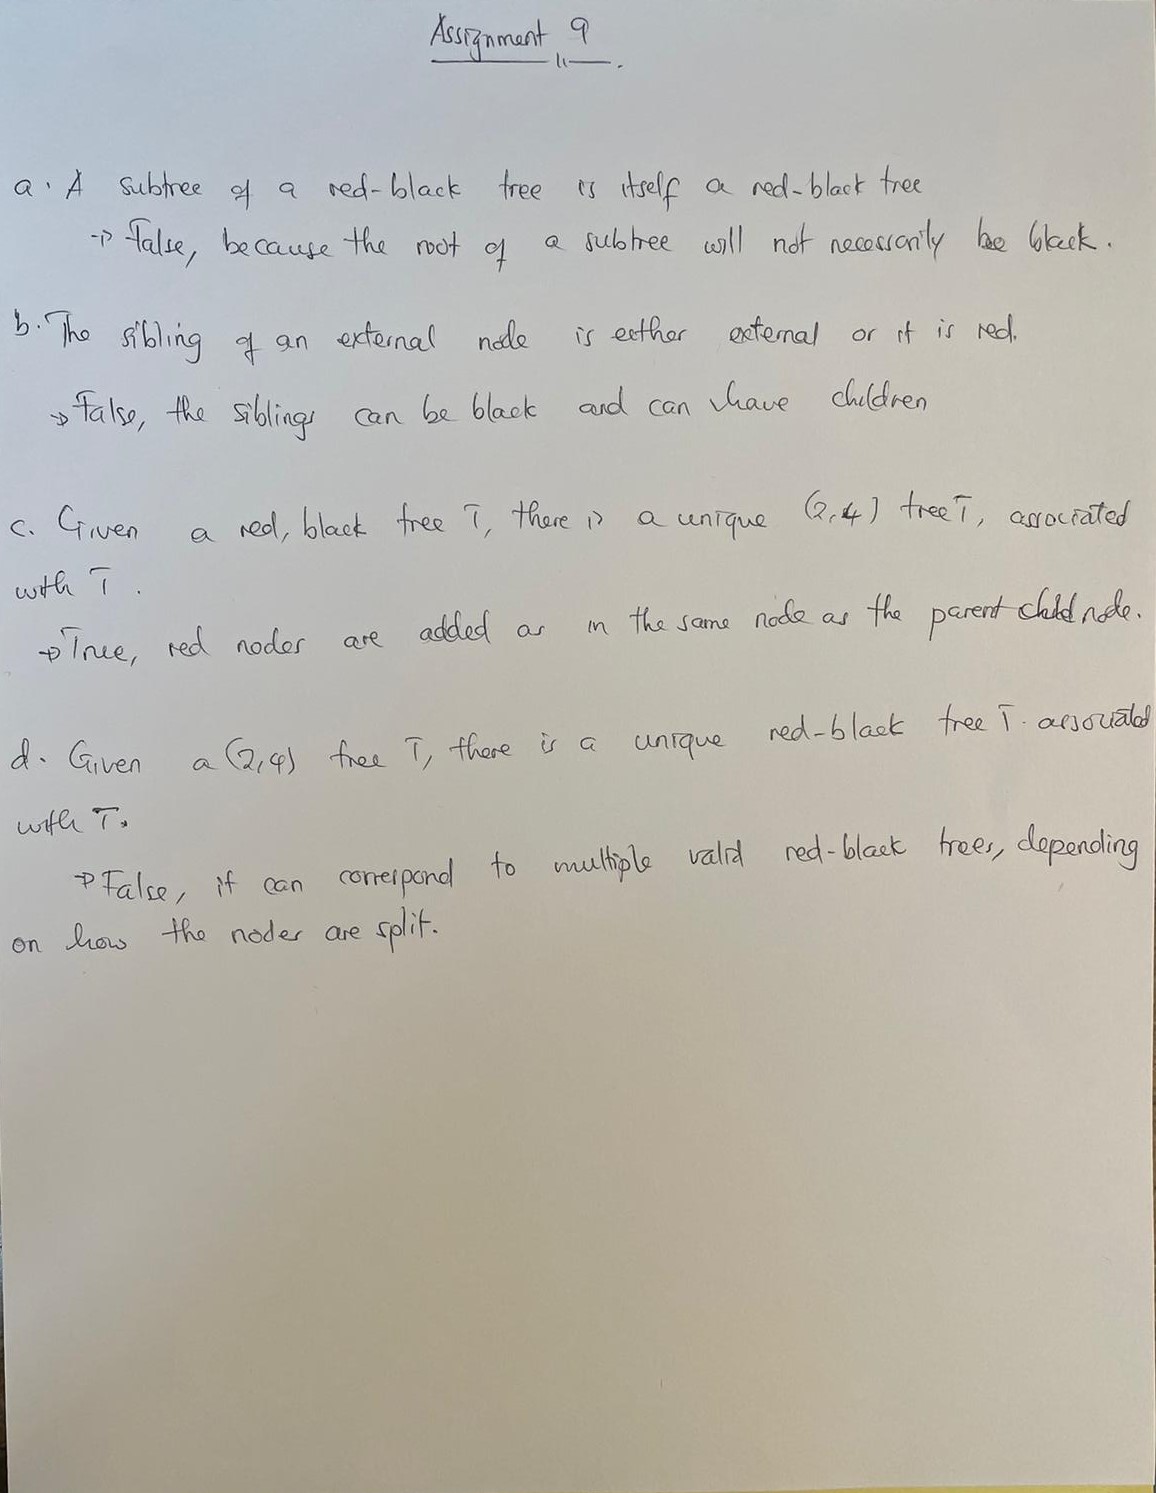 Assignment 9
a. A subtree of a red-black tree is itself a red-black tree
→ False, because the root of a subtree will not necessarily be black.
b. The sibling of an external node is either external or it is red.
→ False, the siblings can be black and can have children
c. Given a red, black tree T, there is a unique (2,4) tree T, associated
with T.
→ True, red nodes are added as in the same node as the parent child node.
d. Given a (2,4) tree T, there is a unique red-black tree T. associated
with T.
→ False, it can correspond to multiple valid red-black trees, depending
on how the nodes are split.